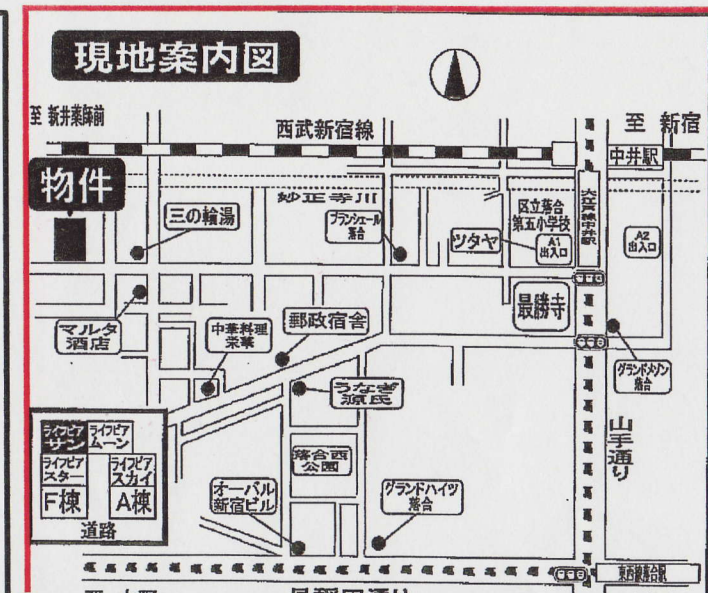 現地案内図
至 新井薬師前
西武新宿線
至 新宿
中井駅
物件
妙正寺川
三の輪湯
ブランシェール
落合
ツタヤ
区立落合
第五小学校
A1
出入口
大江戸線中井駅
A2
出入口
マルタ
酒店
中華料理
栄華
郵政宿舎
最勝寺
うなぎ
源氏
グランドメゾン
落合
山手通り
ライフピア
サン
ライフピア
ムーン
ライフピア
スター
ライフピア
スカイ
F棟
A棟
道路
落合西
公園
オーバル
新宿ビル
グランドハイツ
落合
東西線落合駅